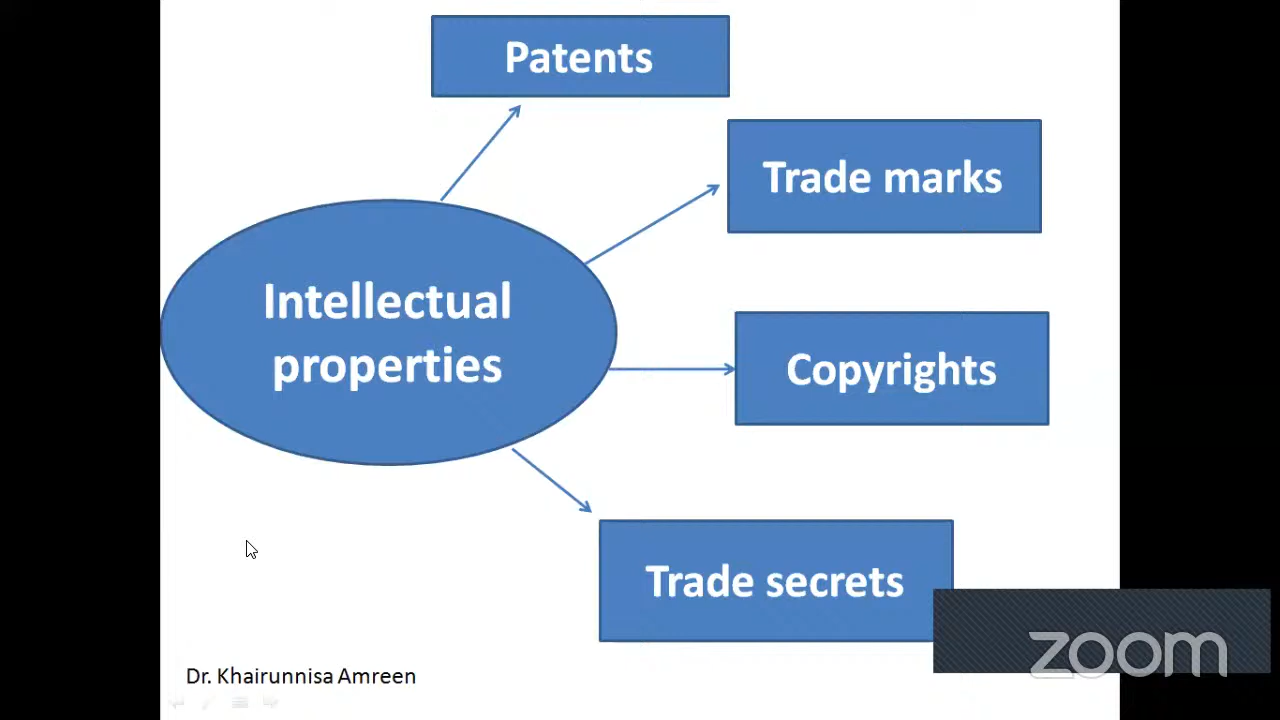 Patents
Trade marks
Intellectual
properties
Copyrights
Trade secrets
zoom
Dr. Khairunnisa Amreen